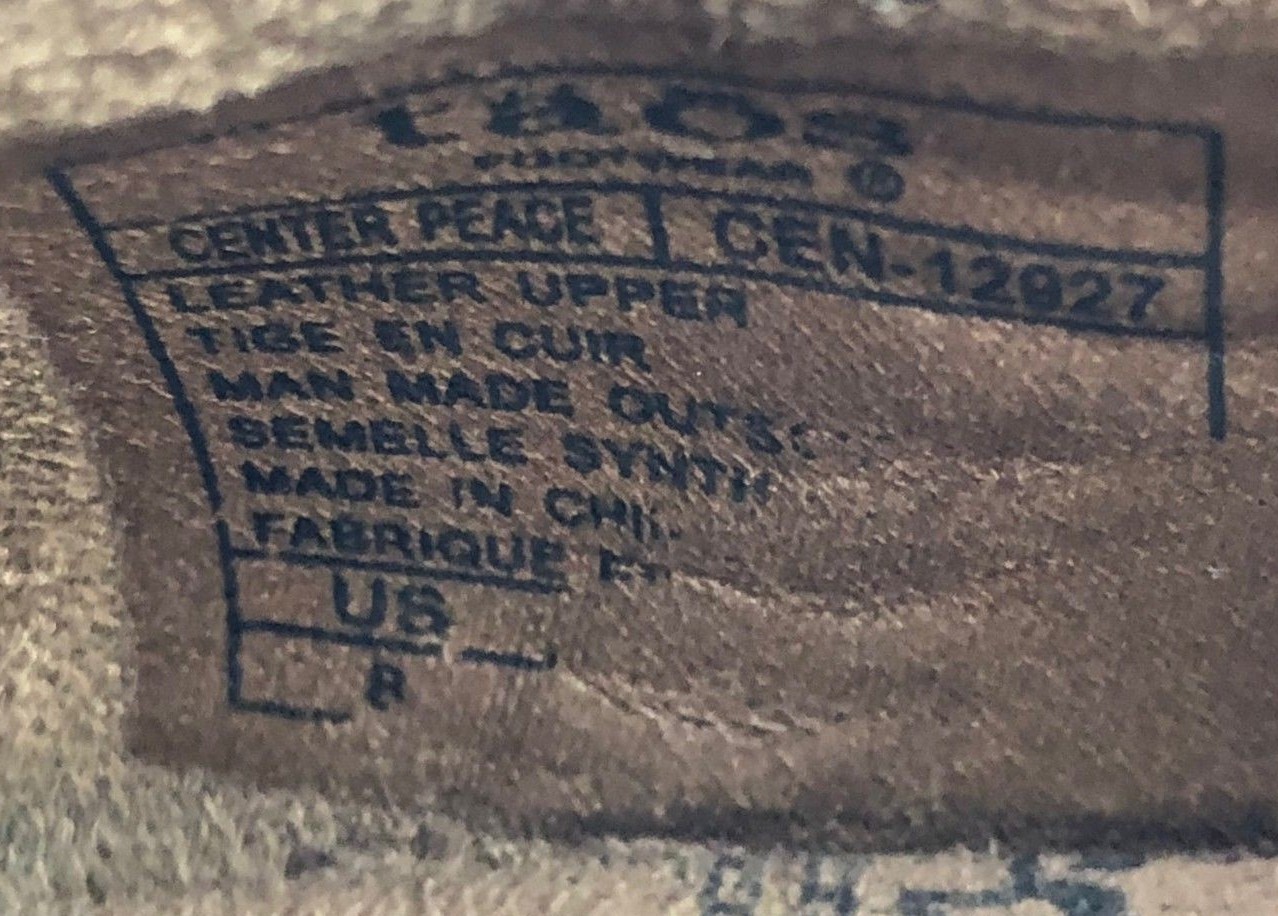 taos
FOOTWEAR ®
CENTER PEACE CEN-12927
LEATHER UPPER
TIGE EN CUIR
MAN MADE OUTS
SEMELLE SYNTH
MADE IN CHI
FABRIQUE E
US
R